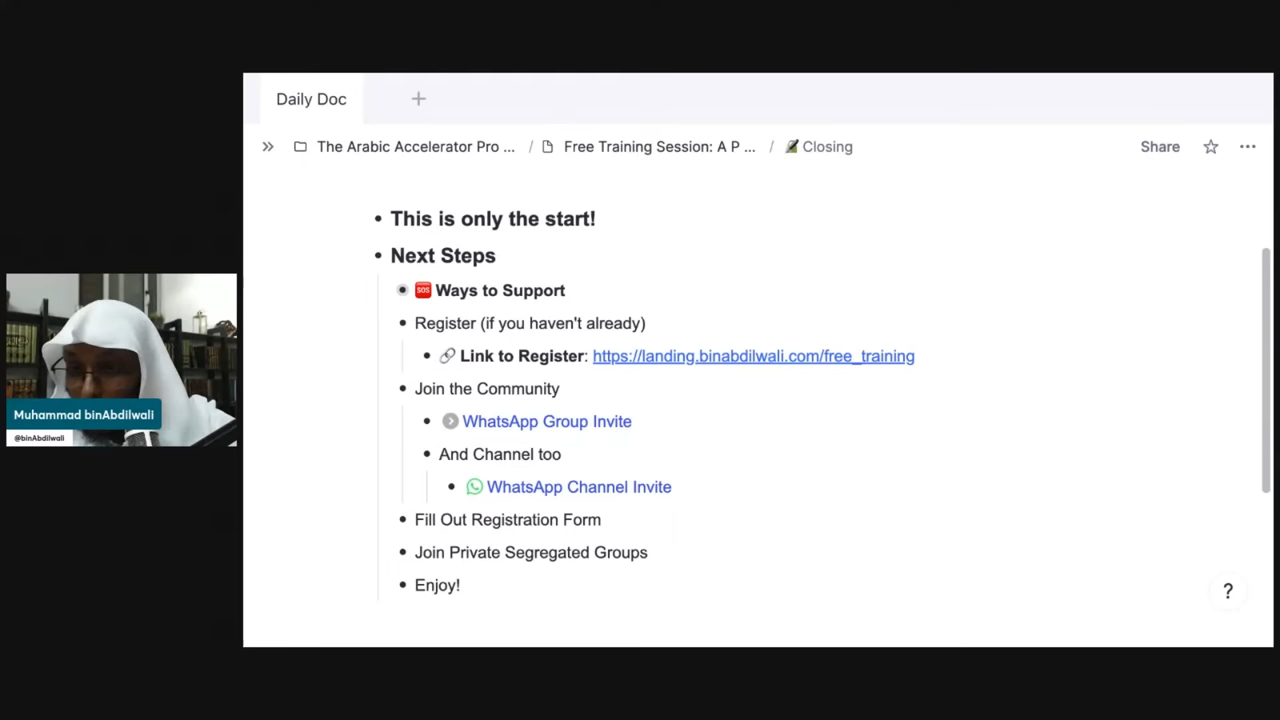 Daily Doc
The Arabic Accelerator Pro ... / Free Training Session: A P ... / Closing
Share
This is only the start!
Next Steps
SOS Ways to Support
Register (if you haven't already)
Link to Register: https://landing.binabdilwali.com/free_training
Join the Community
WhatsApp Group Invite
And Channel too
WhatsApp Channel Invite
Fill Out Registration Form
Join Private Segregated Groups
Enjoy!
?
Muhammad binAbdilwali
@binAbdilwali